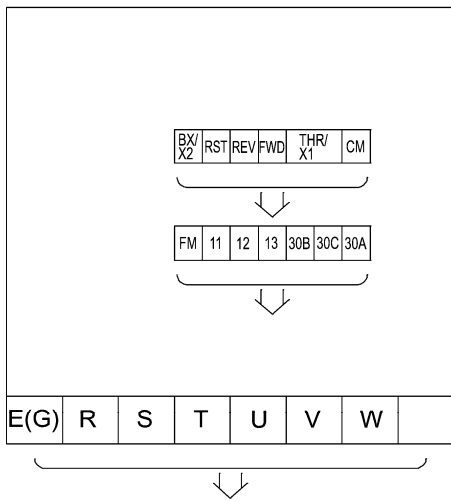 BX/ RST REV FWD THR/ CM
X2 X1
FM 11 12 13 30B 30C 30A
E(G) R S T U V W